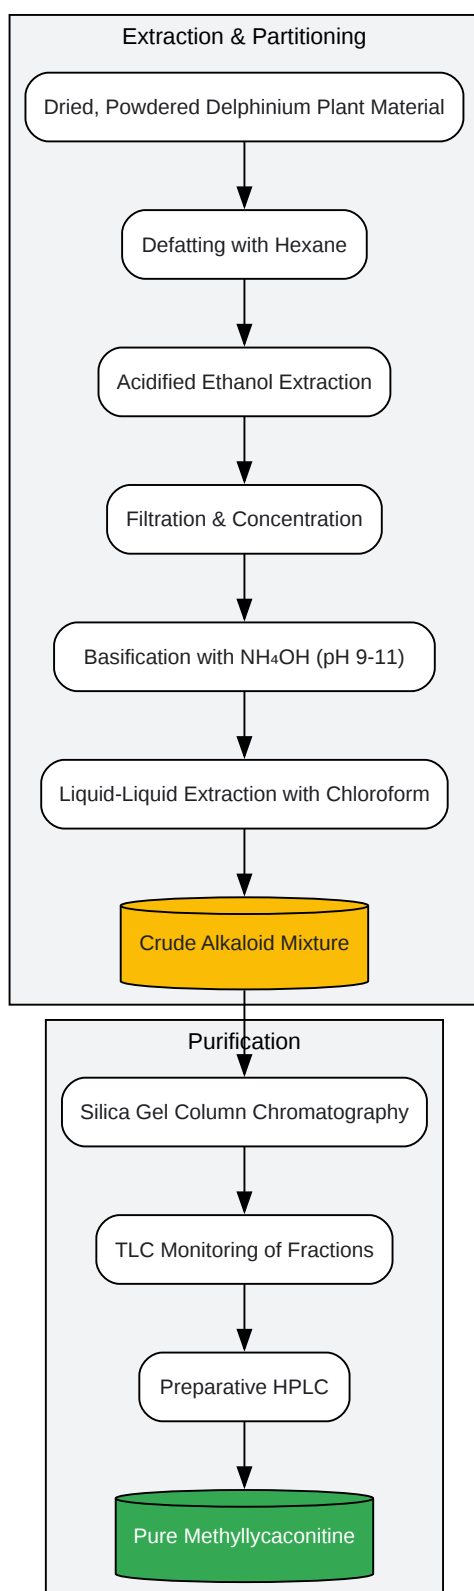 Extraction & Partitioning
Dried, Powdered Delphinium Plant Material
Defatting with Hexane
Acidified Ethanol Extraction
Filtration & Concentration
Basification with NH₄OH (pH 9-11)
Liquid-Liquid Extraction with Chloroform
Crude Alkaloid Mixture
Purification
Silica Gel Column Chromatography
TLC Monitoring of Fractions
Preparative HPLC
Pure Methyllycaconitine